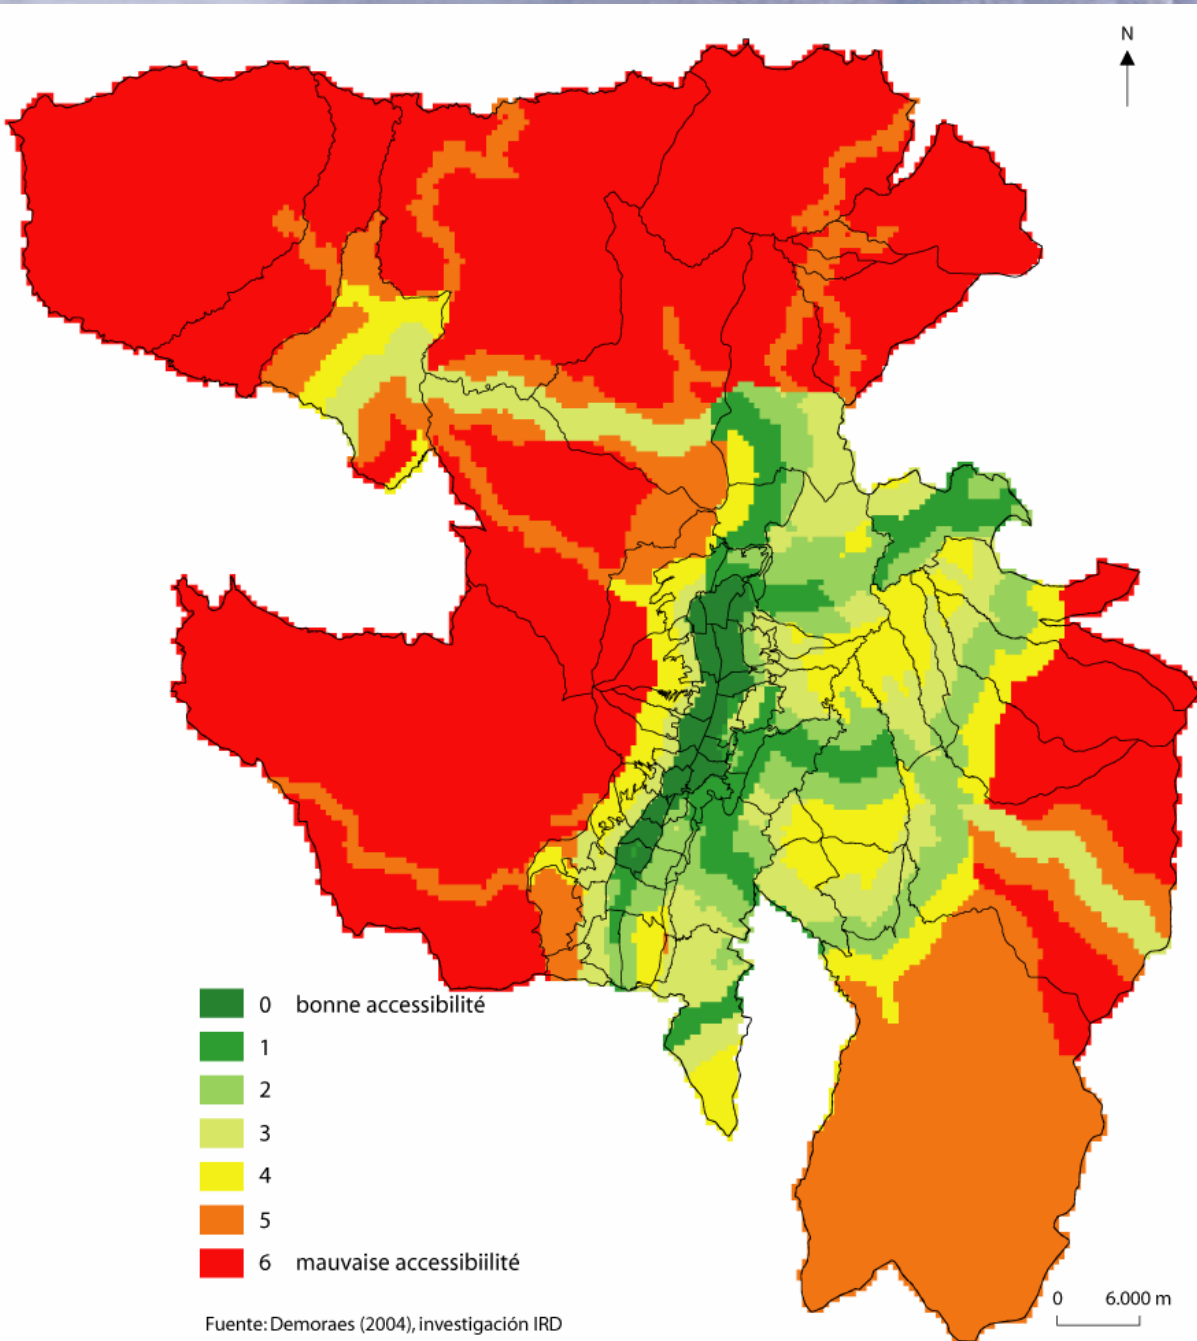 N
0 bonne accessibilité
1
2
3
4
5
6 mauvaise accessibiilité
0 6.000 m
Fuente: Demoraes (2004), investigación IRD